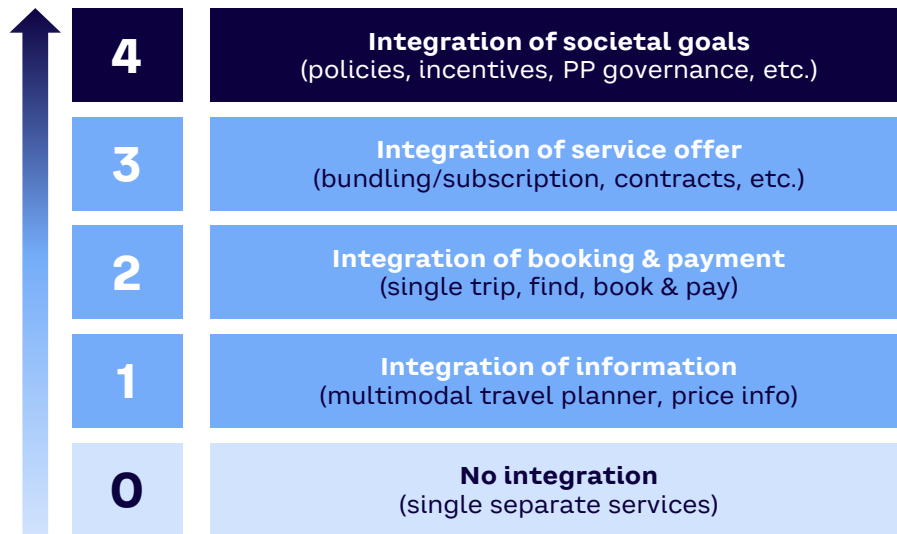 4
Integration of societal goals
(policies, incentives, PP governance, etc.)
3
Integration of service offer
(bundling/subscription, contracts, etc.)
2
Integration of booking & payment
(single trip, find, book & pay)
1
Integration of information
(multimodal travel planner, price info)
0
No integration
(single separate services)